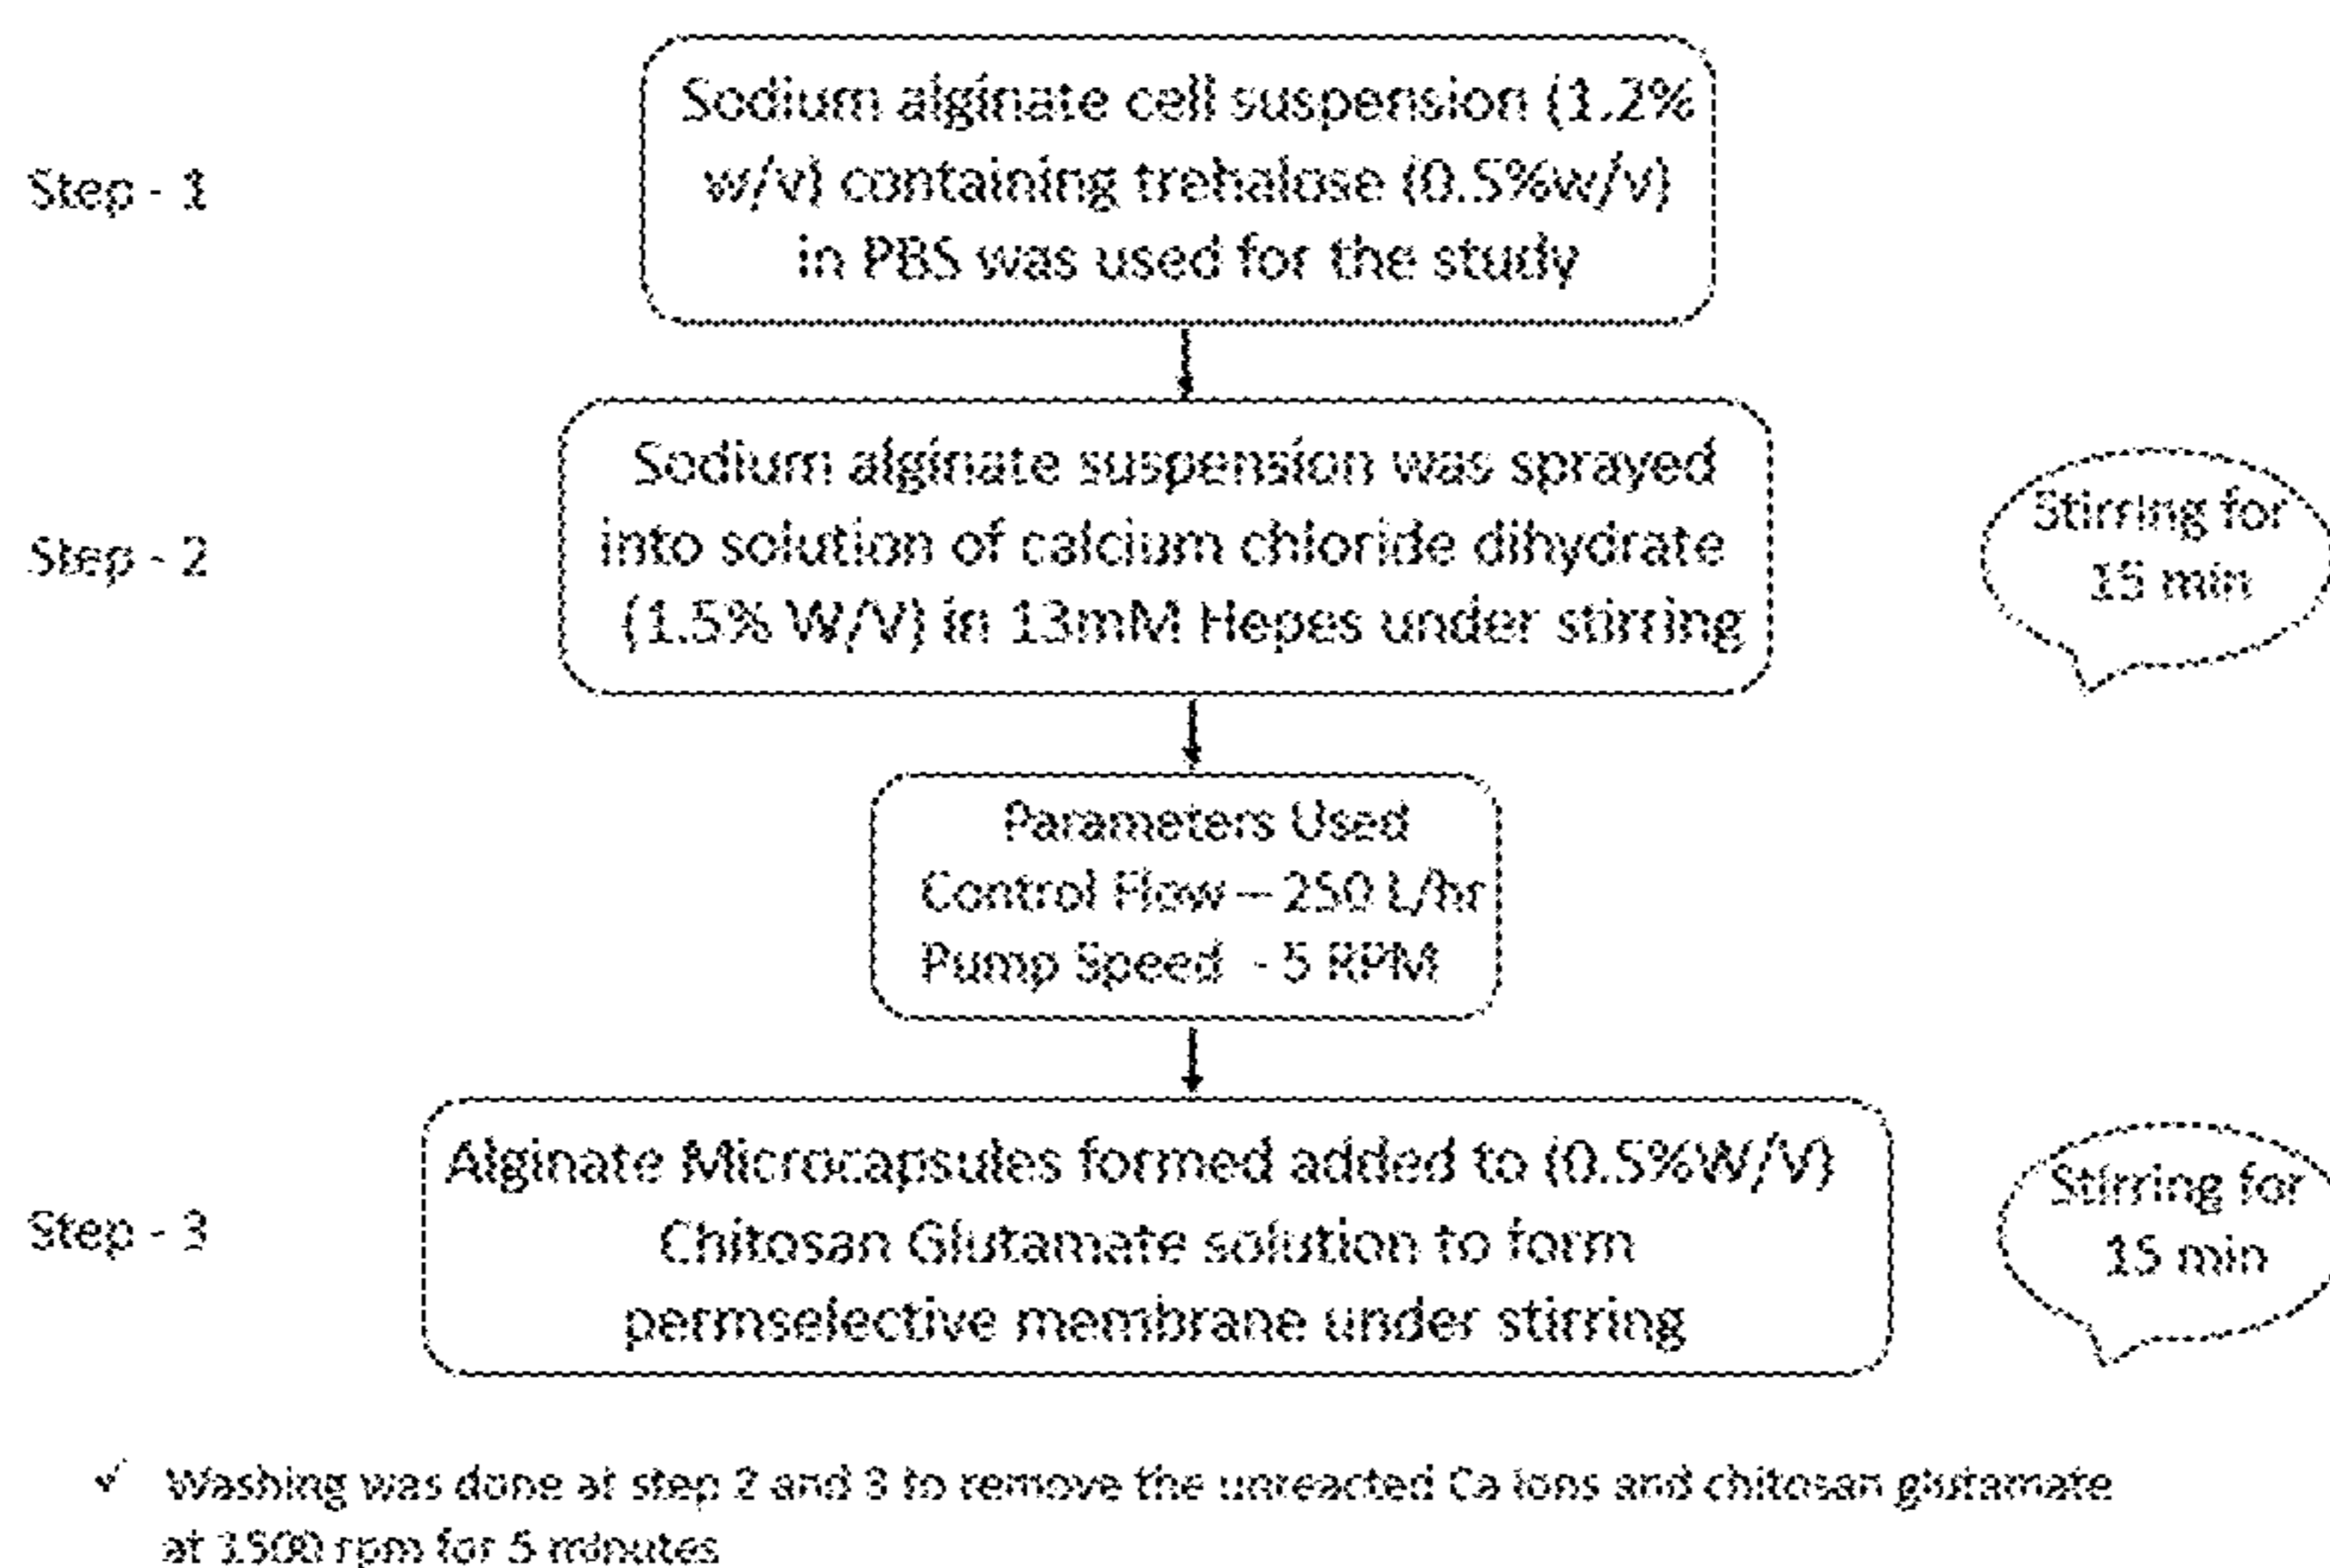 Sodium alginate cell suspension (1.2%
Step - 1
w/v) containing trehalose (0.5%w/v)
in PBS was used for the study
Sodium alginate suspension was sprayed
Stirring for
Step - 2
into solution of calcium chloride dihydrate
15 min
(1.5% W/V) in 13mM Hepes under stirring
Parameters Used
Control Flow – 250 L/hr
Pump Speed - 5 RPM
Alginate Microcapsules formed added to (0.5%W/V)
Stirring for
Step - 3
Chitosan Glutamate solution to form
15 min
permselective membrane under stirring
✓ Washing was done at step 2 and 3 to remove the unreacted Ca ions and chitosan glutamate
at 1500 rpm for 5 minutes